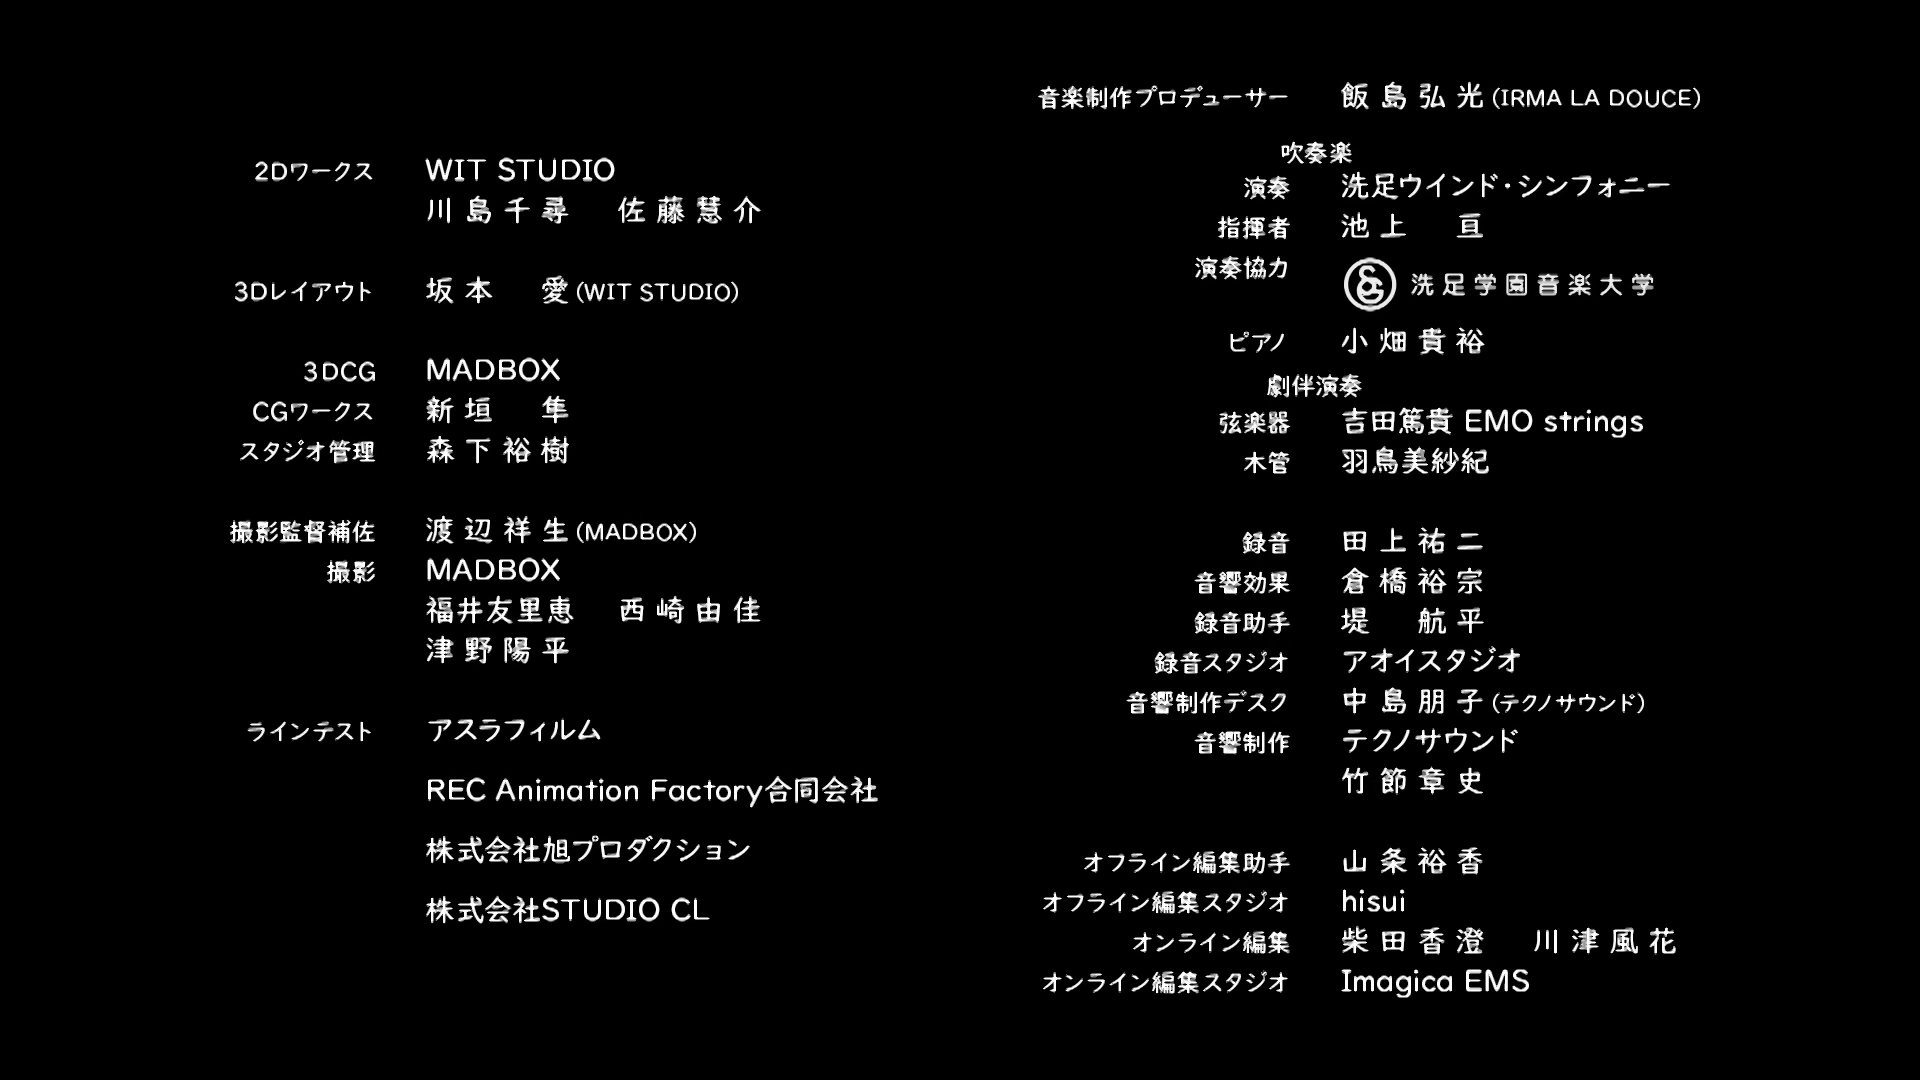 2Dワークス WIT STUDIO
川島千尋 佐藤慧介
3Dレイアウト 坂本 愛(WIT STUDIO)
3DCG MADBOX
CGワークス 新垣 隼
スタジオ管理 森下裕樹
撮影監督補佐 渡辺祥生(MADBOX)
撮影 MADBOX
福井友里恵 西崎由佳
津野陽平
ラインテスト アスラフィルム
REC Animation Factory合同会社
株式会社旭プロダクション
株式会社STUDIO CL
音楽制作プロデューサー 飯島弘光(IRMA LA DOUCE)
吹奏楽
演奏 洗足ウインド・シンフォニー
指揮者 池上 亘
演奏協力 洗足学園音楽大学
ピアノ 小畑貴裕
劇伴演奏
弦楽器 吉田篤貴 EMO strings
木管 羽鳥美紗紀
録音 田上祐二
音響効果 倉橋裕宗
録音助手 堤 航平
録音スタジオ アオイスタジオ
音響制作デスク 中島朋子(テクノサウンド)
音響制作 テクノサウンド
竹節章史
オフライン編集助手 山条裕香
オフライン編集スタジオ hisui
オンライン編集 柴田香澄 川津風花
オンライン編集スタジオ Imagica EMS